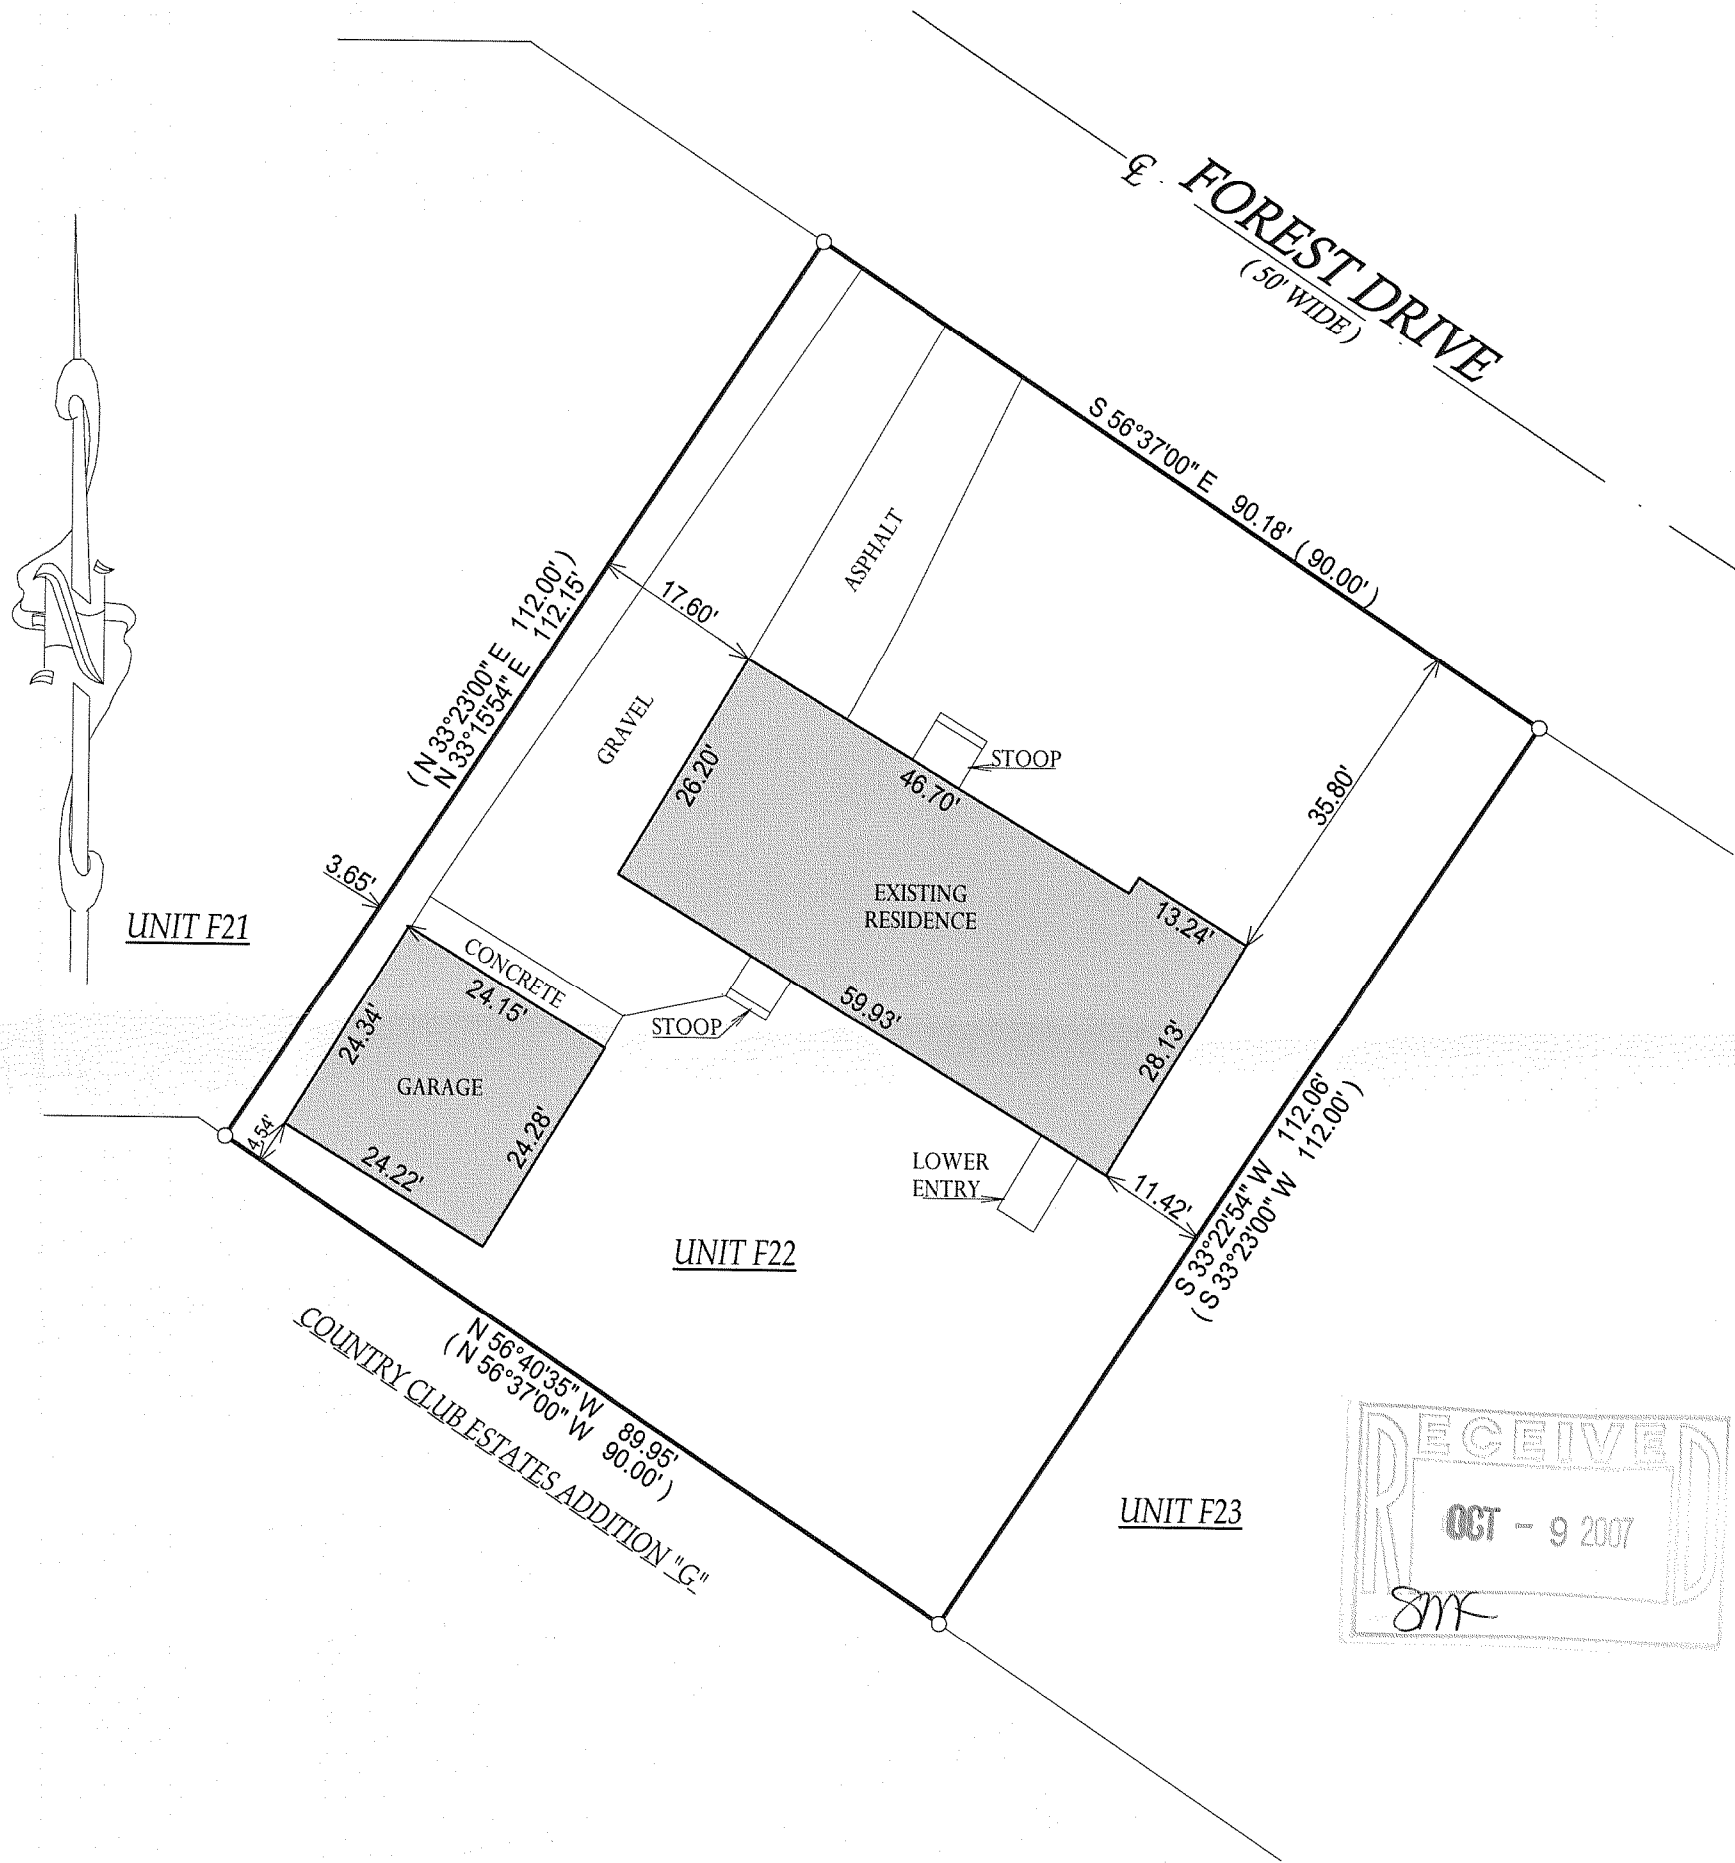 ℄ FOREST DRIVE
( 50' WIDE )
S 56°37'00" E 90.18' ( 90.00' )
( N 33°23'00" E 112.00' )
N 33°15'54" E 112.15'
17.60'
ASPHALT
GRAVEL
26.20'
46.70'
STOOP
35.80'
13.24'
EXISTING
RESIDENCE
3.65'
UNIT F21
CONCRETE
24.15'
24.34'
GARAGE
24.28'
24.22'
4.54'
STOOP
59.93'
28.13'
LOWER
ENTRY
11.42'
S 33°22'54" W 112.06'
( S 33°23'00" W 112.00' )
UNIT F22
N 56°40'35" W 89.95'
( N 56°37'00" W 90.00' )
COUNTRY CLUB ESTATES ADDITION "G"
UNIT F23
RECEIVED
OCT - 9 2007
SMF